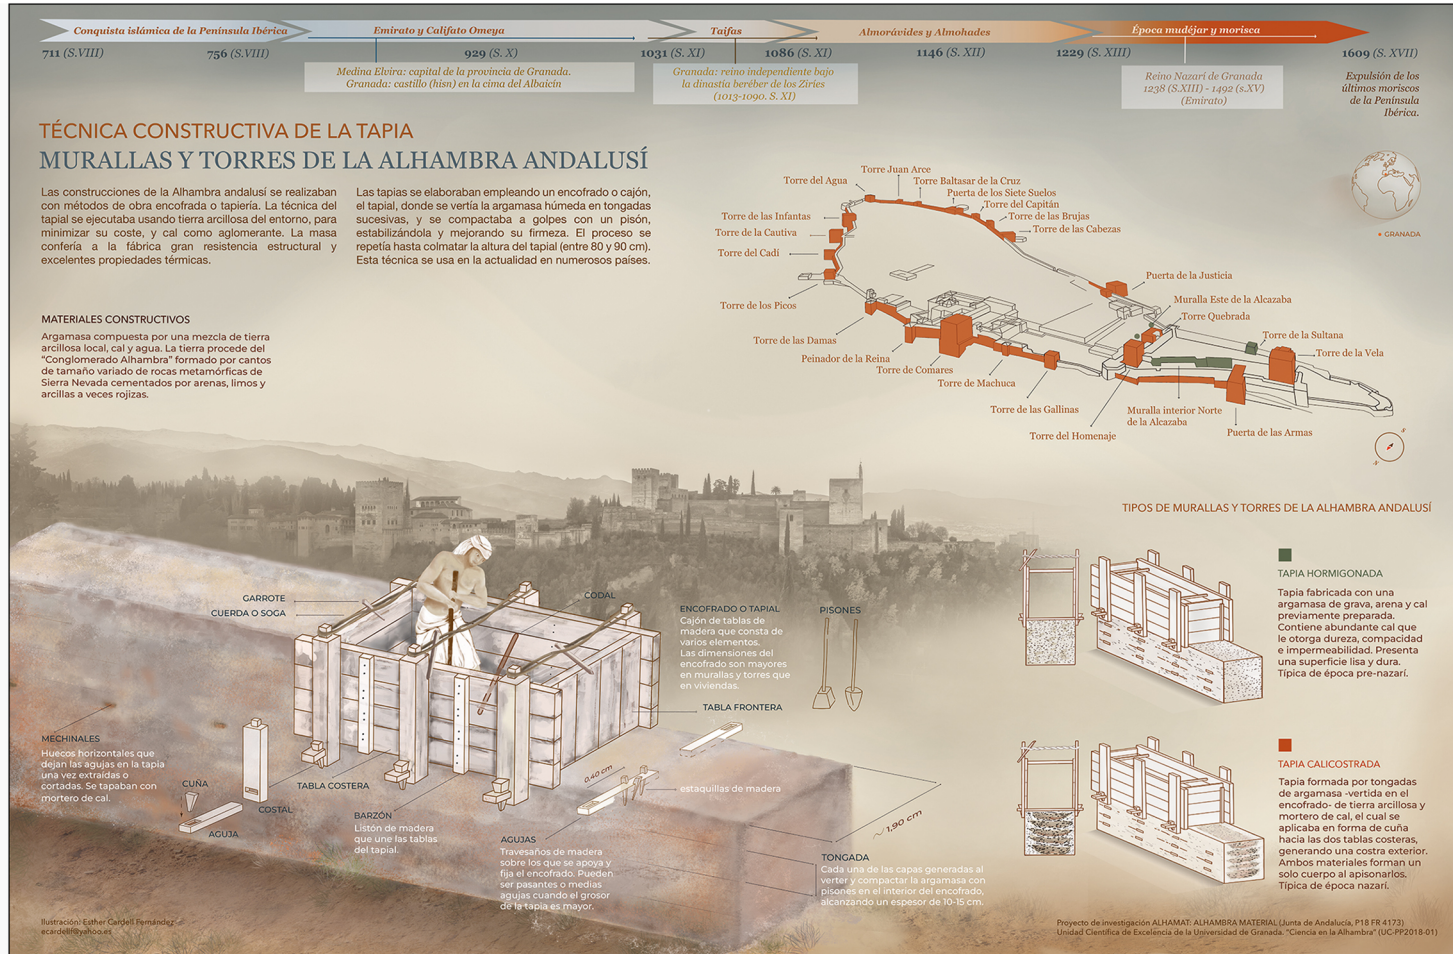 Conquista islámica de la Península Ibérica
Emirato y Califato Omeya
Taifas
Almorávides y Almohades
Época mudéjar y morisca
711 (S.VIII)
756 (S.VIII)
929 (S. X)
1031 (S. XI)
1086 (S. XI)
1146 (S. XII)
1229 (S. XIII)
1609 (S. XVII)
Medina Elvira: capital de la provincia de Granada.
Granada: castillo (hisn) en la cima del Albaicín
Granada: reino independiente bajo
la dinastía beréber de los Ziríes
(1013-1090. S. XI)
Reino Nazarí de Granada
1238 (S.XIII) - 1492 (s.XV)
(Emirato)
Expulsión de los
últimos moriscos
de la Península
Ibérica.
TÉCNICA CONSTRUCTIVA DE LA TAPIA
MURALLAS Y TORRES DE LA ALHAMBRA ANDALUSÍ
Las construcciones de la Alhambra andalusí se realizaban
con métodos de obra encofrada o tapiería. La técnica del
tapial se ejecutaba usando tierra arcillosa del entorno, para
minimizar su coste, y cal como aglomerante. La masa
confería a la fábrica gran resistencia estructural y
excelentes propiedades térmicas.
Las tapias se elaboraban empleando un encofrado o cajón,
el tapial, donde se vertía la argamasa húmeda en tongadas
sucesivas, y se compactaba a golpes con un pisón,
estabilizándola y mejorando su firmeza. El proceso se
repetía hasta colmatar la altura del tapial (entre 80 y 90 cm).
Esta técnica se usa en la actualidad en numerosos países.
MATERIALES CONSTRUCTIVOS
Argamasa compuesta por una mezcla de tierra
arcillosa local, cal y agua. La tierra procede del
“Conglomerado Alhambra” formado por cantos
de tamaño variado de rocas metamórficas de
Sierra Nevada cementados por arenas, limos y
arcillas a veces rojizas.
Torre Juan Arce
Torre del Agua
Torre Baltasar de la Cruz
Puerta de los Siete Suelos
Torre del Capitán
Torre de las Infantas
Torre de las Brujas
Torre de la Cautiva
Torre de las Cabezas
Torre del Cadí
Torre de los Picos
Puerta de la Justicia
Muralla Este de la Alcazaba
Torre Quebrada
Torre de la Sultana
Torre de la Vela
Torre de las Damas
Peinador de la Reina
Torre de Comares
Torre de Machuca
Torre de las Gallinas
Torre del Homenaje
Muralla interior Norte
de la Alcazaba
Puerta de las Armas
GRANADA
TIPOS DE MURALLAS Y TORRES DE LA ALHAMBRA ANDALUSÍ
TAPIA HORMIGONADA
Tapia fabricada con una
argamasa de grava, arena y cal
previamente preparada.
Contiene abundante cal que
le otorga dureza, compacidad
e impermeabilidad. Presenta
una superficie lisa y dura.
Típica de época pre-nazarí.
TAPIA CALICOSTRADA
Tapia formada por tongadas
de argamasa -vertida en el
encofrado- de tierra arcillosa y
mortero de cal, el cual se
aplicaba en forma de cuña
hacia las dos tablas costeras,
generando una costra exterior.
Ambos materiales forman un
solo cuerpo al apisonarlos.
Típica de época nazarí.
GARROTE
CUERDA O SOGA
CODAL
ENCOFRADO O TAPIAL
Cajón de tablas de
madera que consta de
varios elementos.
Las dimensiones del
encofrado son mayores
en murallas y torres que
en viviendas.
PISONES
TABLA FRONTERA
MECHINALES
Huecos horizontales que
dejan las agujas en la tapia
una vez extraídas o
cortadas. Se tapaban con
mortero de cal.
CUÑA
AGUJA
COSTAL
TABLA COSTERA
BARZÓN
Listón de madera
que une las tablas
del tapial.
0,40 cm
estaquillas de madera
AGUJAS
Travesaños de madera
sobre los que se apoya y
fija el encofrado. Pueden
ser pasantes o medias
agujas cuando el grosor
de la tapia es mayor.
~ 1,90 cm
TONGADA
Cada una de las capas generadas al
verter y compactar la argamasa con
pisones en el interior del encofrado,
alcanzando un espesor de 10-15 cm.
Ilustración: Esther Cardell Fernández
ecardellf@yahoo.es
Proyecto de investigación ALHAMAT: ALHAMBRA MATERIAL (Junta de Andalucía, P18 FR 4173)
Unidad Científica de Excelencia de la Universidad de Granada. “Ciencia en la Alhambra” (UC-PP2018-01)